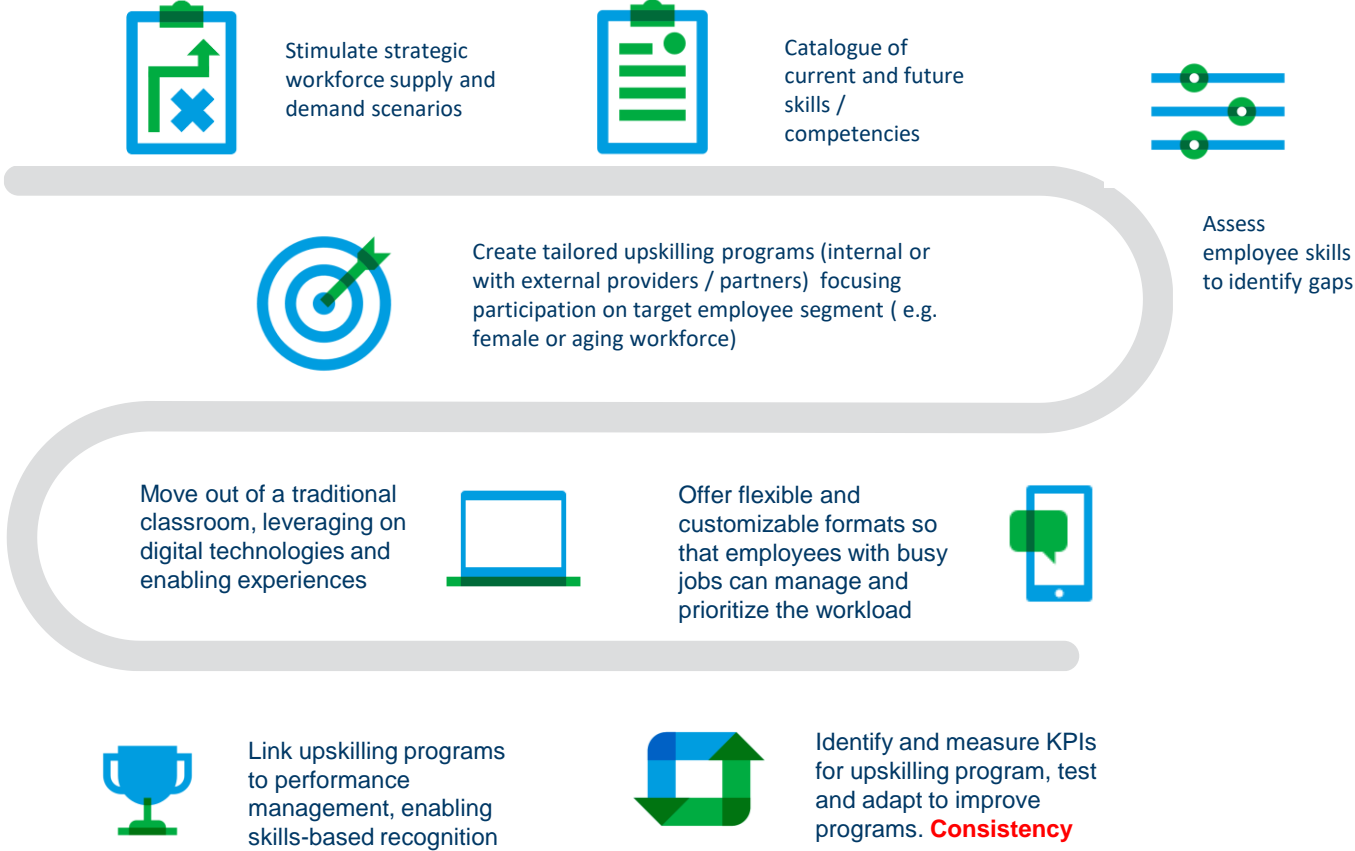 Stimulate strategic
workforce supply and
demand scenarios
Catalogue of
current and future
skills /
competencies
Assess
employee skills
to identify gaps
Create tailored upskilling programs (internal or
with external providers / partners)  focusing
participation on target employee segment ( e.g.
female or aging workforce)
Move out of a traditional
classroom, leveraging on
digital technologies and
enabling experiences
Offer flexible and
customizable formats so
that employees with busy
jobs can manage and
prioritize the workload
Link upskilling programs
to performance
management, enabling
skills-based recognition
Identify and measure KPIs
for upskilling program, test
and adapt to improve
programs. Consistency